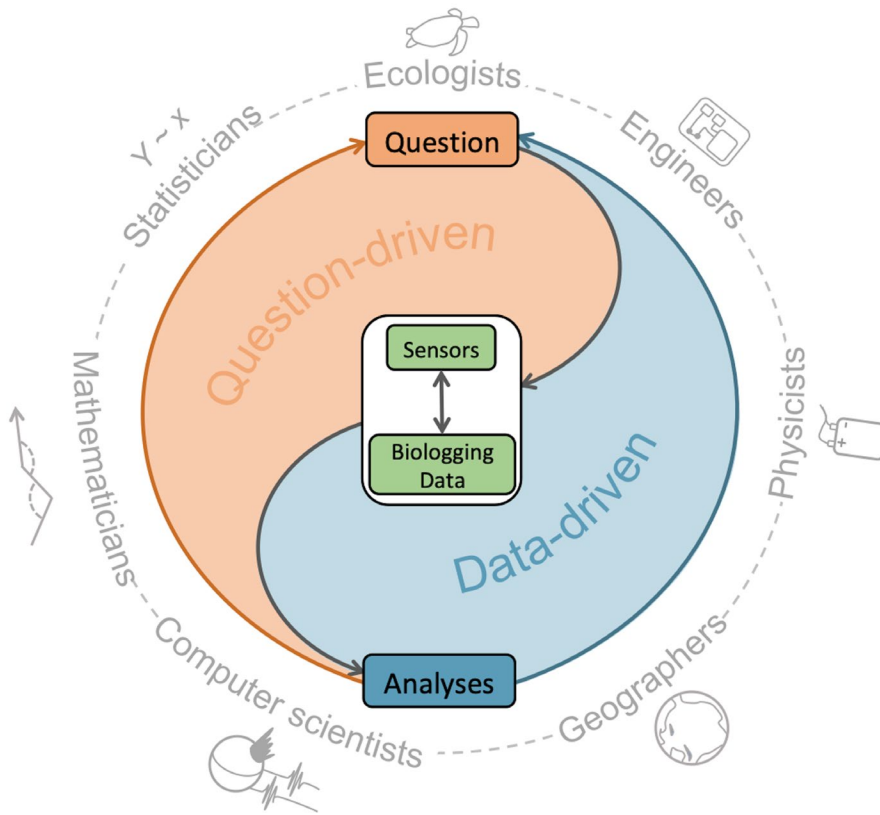 Ecologists
Statisticians
Y ~ X
Engineers
Question
Question-driven
Sensors
Mathematicians
Physicists
Biologging
Data
Data-driven
Analyses
Computer scientists
Geographers
- 
+